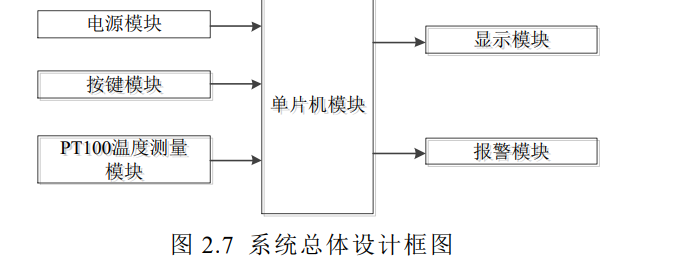 电源模块
按键模块
PT100温度测量
模块
单片机模块
显示模块
报警模块
图 2.7 系统总体设计框图